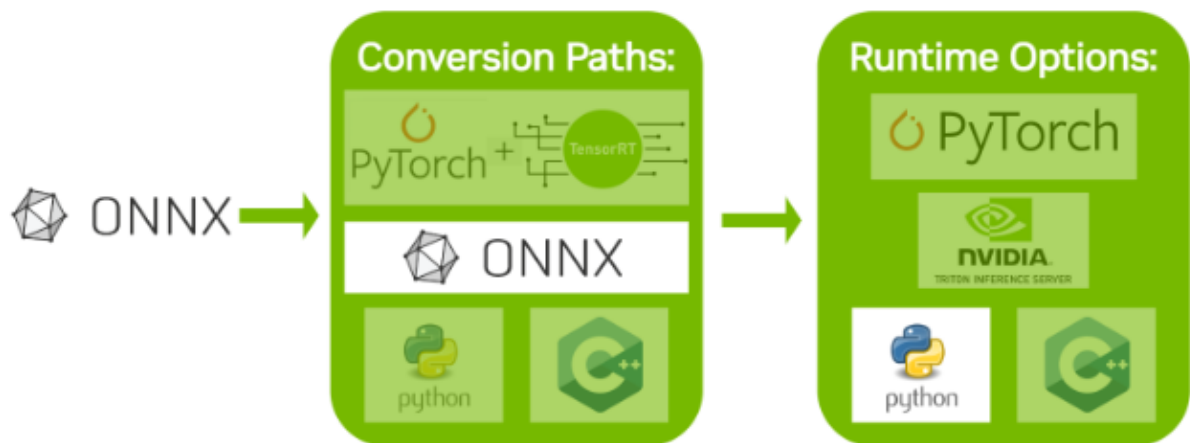 ONNX
Conversion Paths:
PyTorch + TensorRT
ONNX
python
C++
Runtime Options:
PyTorch
NVIDIA.
TRITON INFERENCE SERVER
python
C++